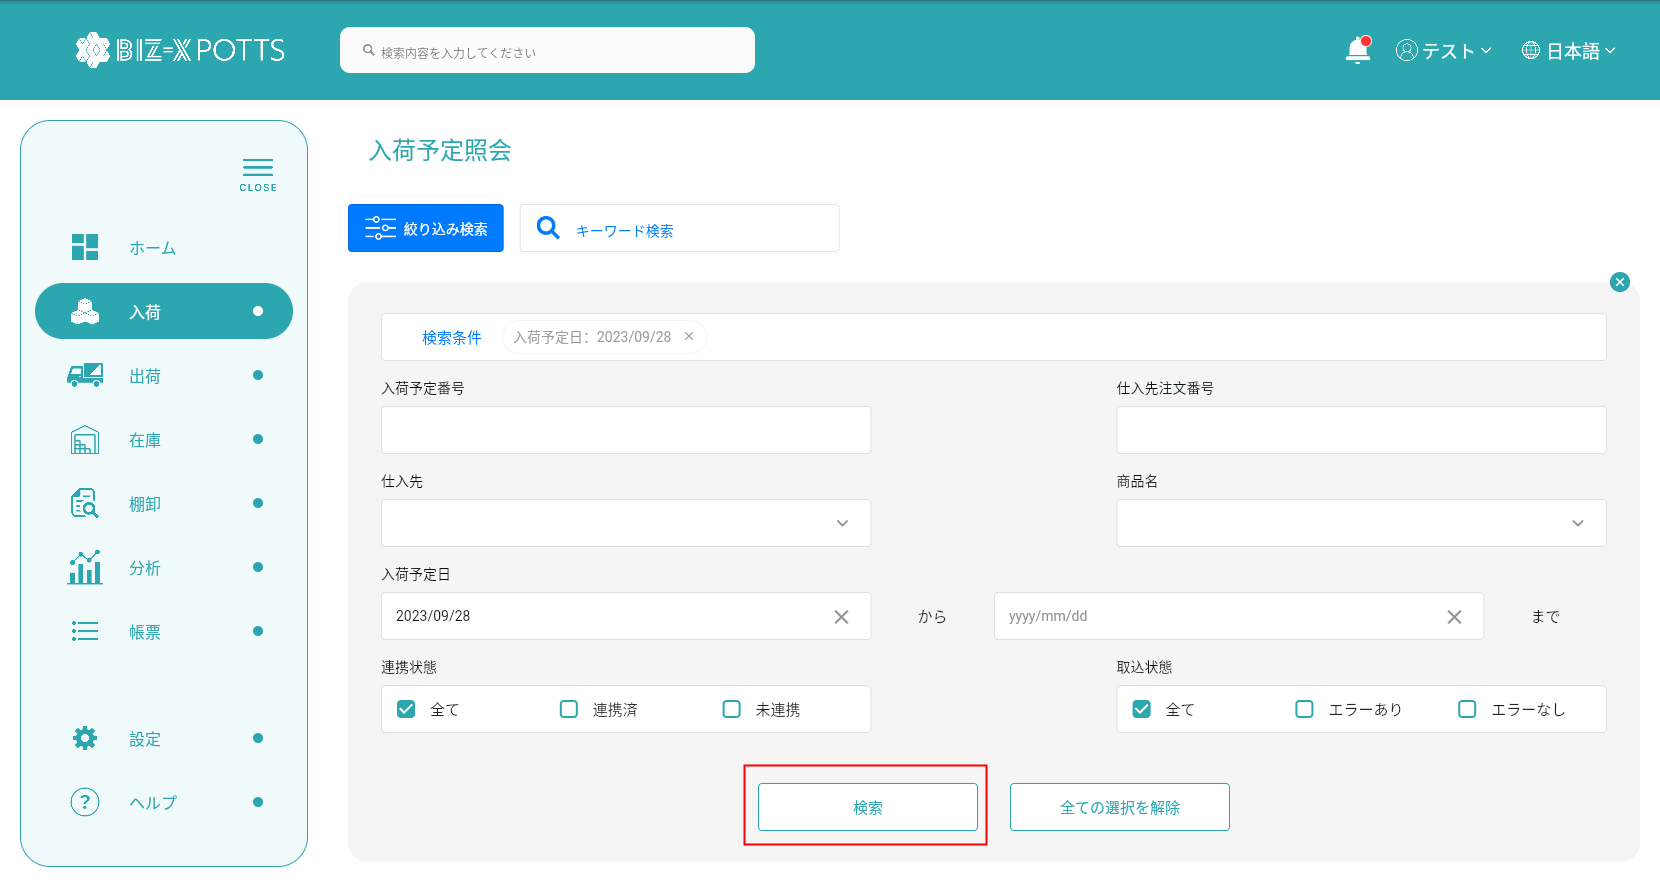 BIZ-X POTTS
検索内容を入力してください
テスト
日本語
CLOSE
ホーム
入荷
出荷
在庫
棚卸
分析
帳票
設定
ヘルプ
入荷予定照会
絞り込み検索
キーワード検索
検索条件 入荷予定日: 2023/09/28
入荷予定番号
仕入先注文番号
仕入先
商品名
入荷予定日
2023/09/28 から yyyy/mm/dd まで
連携状態
取込状態
全て 連携済 未連携
全て エラーあり エラーなし
検索 全ての選択を解除